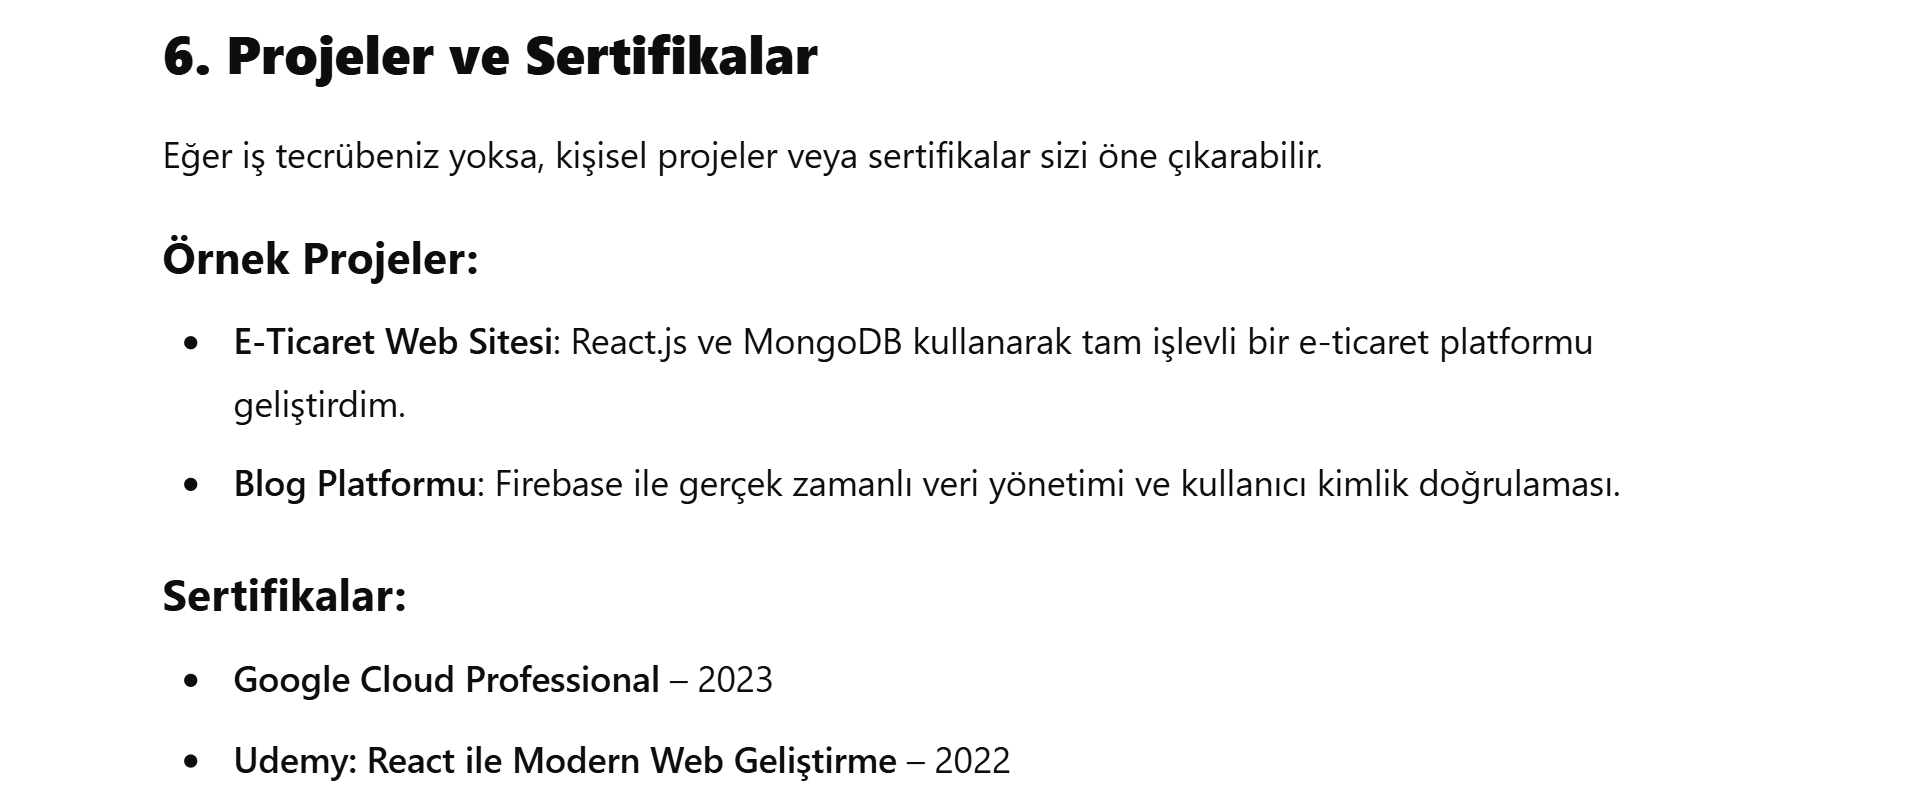 6. Projeler ve Sertifikalar
Eğer iş tecrübeniz yoksa, kişisel projeler veya sertifikalar sizi öne çıkarabilir.
Örnek Projeler:
• E-Ticaret Web Sitesi: React.js ve MongoDB kullanarak tam işlevli bir e-ticaret platformu
geliştirdim.
• Blog Platformu: Firebase ile gerçek zamanlı veri yönetimi ve kullanıcı kimlik doğrulaması.
Sertifikalar:
• Google Cloud Professional – 2023
• Udemy: React ile Modern Web Geliştirme – 2022